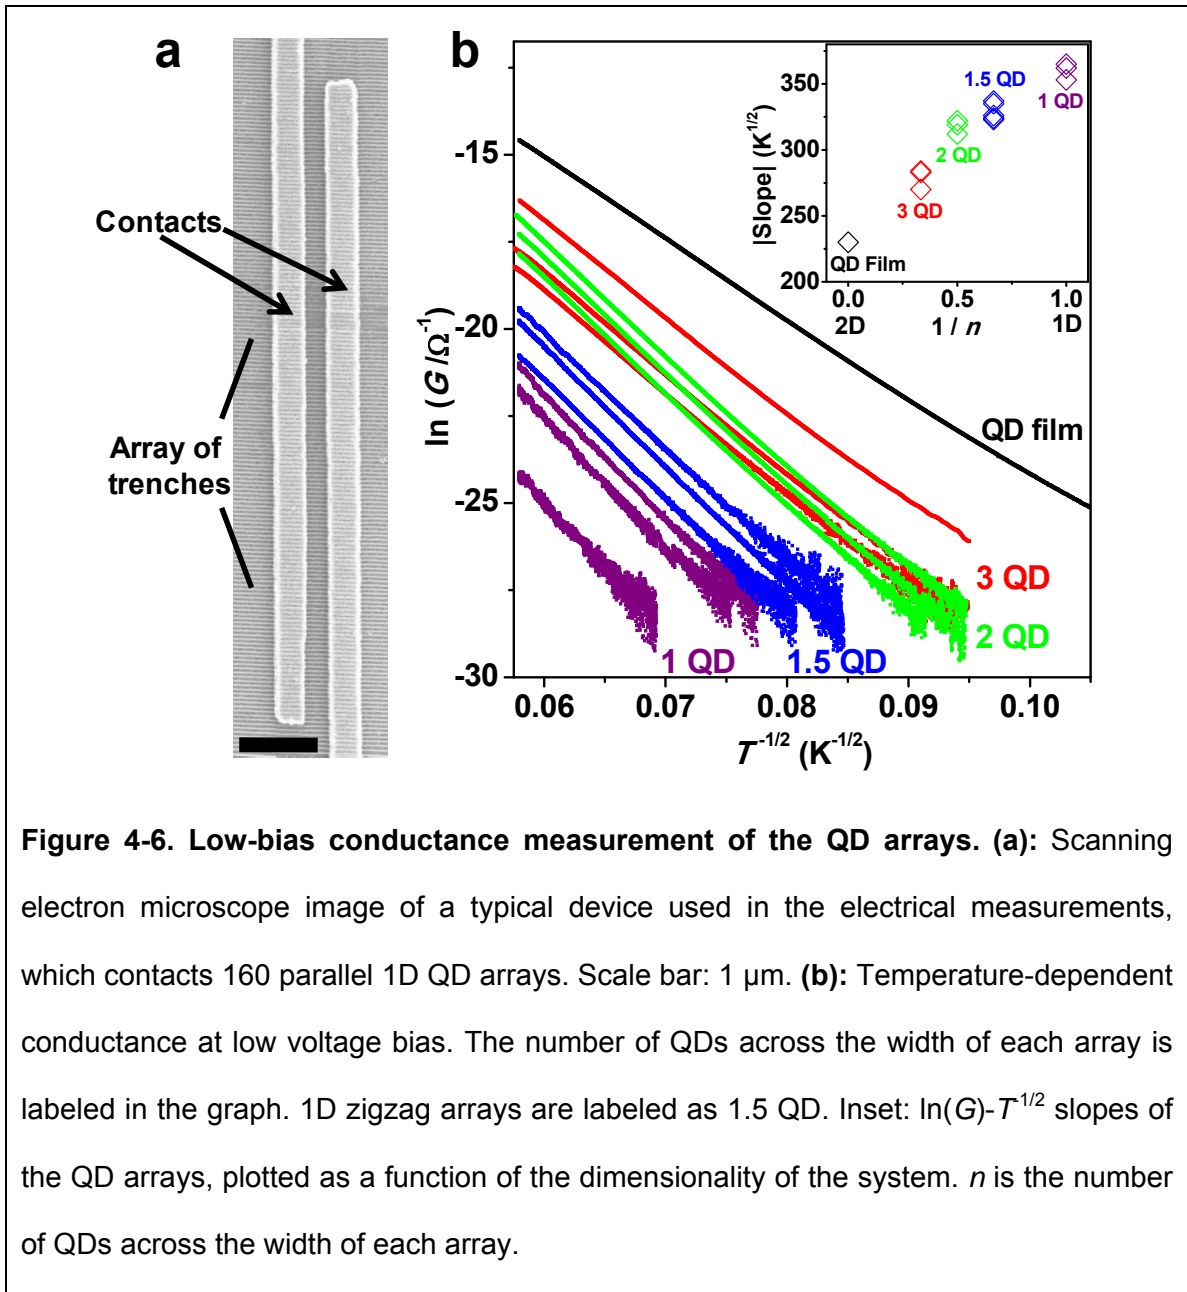 a
Contacts
Array of
trenches
b
ln (G/Ω⁻¹)
-15
-20
-25
-30
0.06 0.07 0.08 0.09 0.10
T⁻¹/² (K⁻¹/²)
QD film
3 QD
2 QD
1.5 QD
1 QD
|Slope| (K¹/²)
350
300
250
200
0.0 0.5 1.0
2D 1 / n 1D
QD Film
3 QD
2 QD
1.5 QD
1 QD
Figure 4-6. Low-bias conductance measurement of the QD arrays. (a): Scanning
electron microscope image of a typical device used in the electrical measurements,
which contacts 160 parallel 1D QD arrays. Scale bar: 1 µm. (b): Temperature-dependent
conductance at low voltage bias. The number of QDs across the width of each array is
labeled in the graph. 1D zigzag arrays are labeled as 1.5 QD. Inset: ln(G)-T⁻¹/² slopes of
the QD arrays, plotted as a function of the dimensionality of the system. n is the number
of QDs across the width of each array.